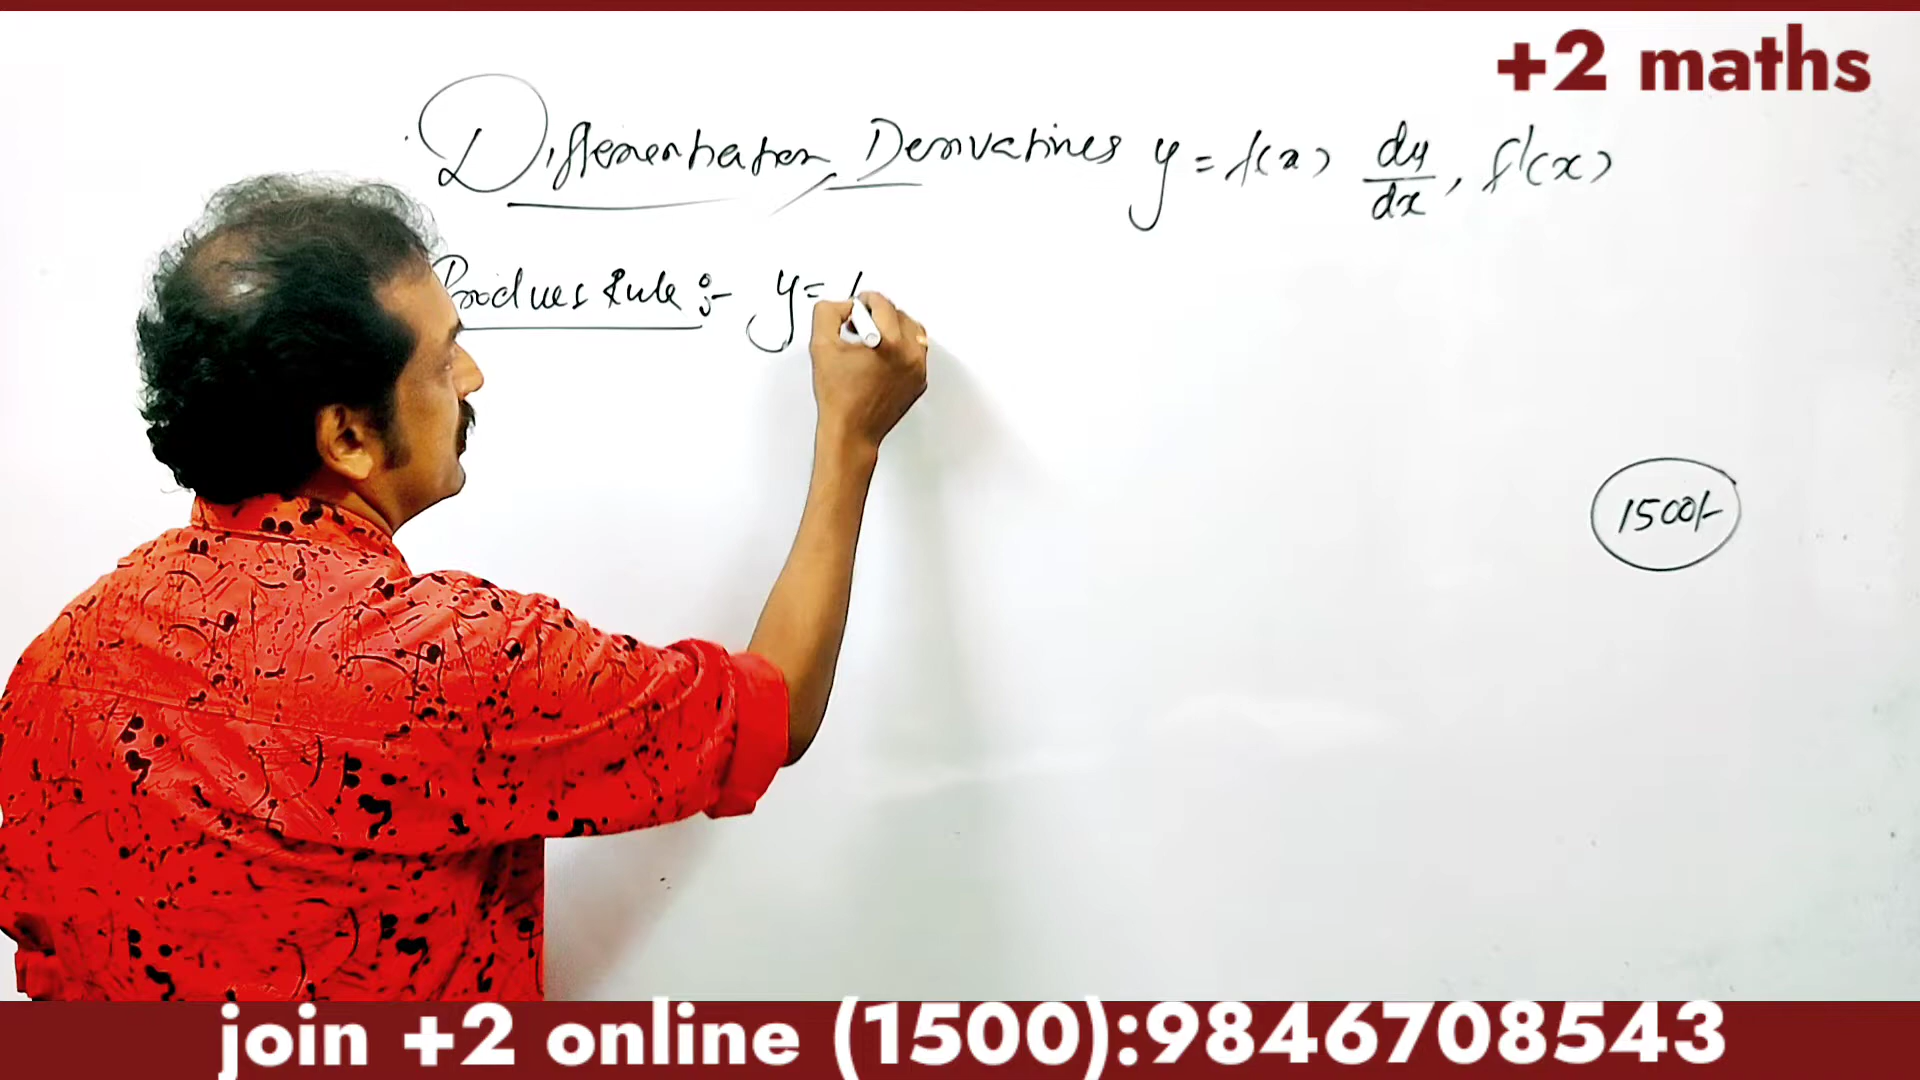 +2 maths
Differentiation, Derivatives y = f(x) dy/dx, f'(x)
Product Rule :- y =
1500/-
join +2 online (1500):9846708543